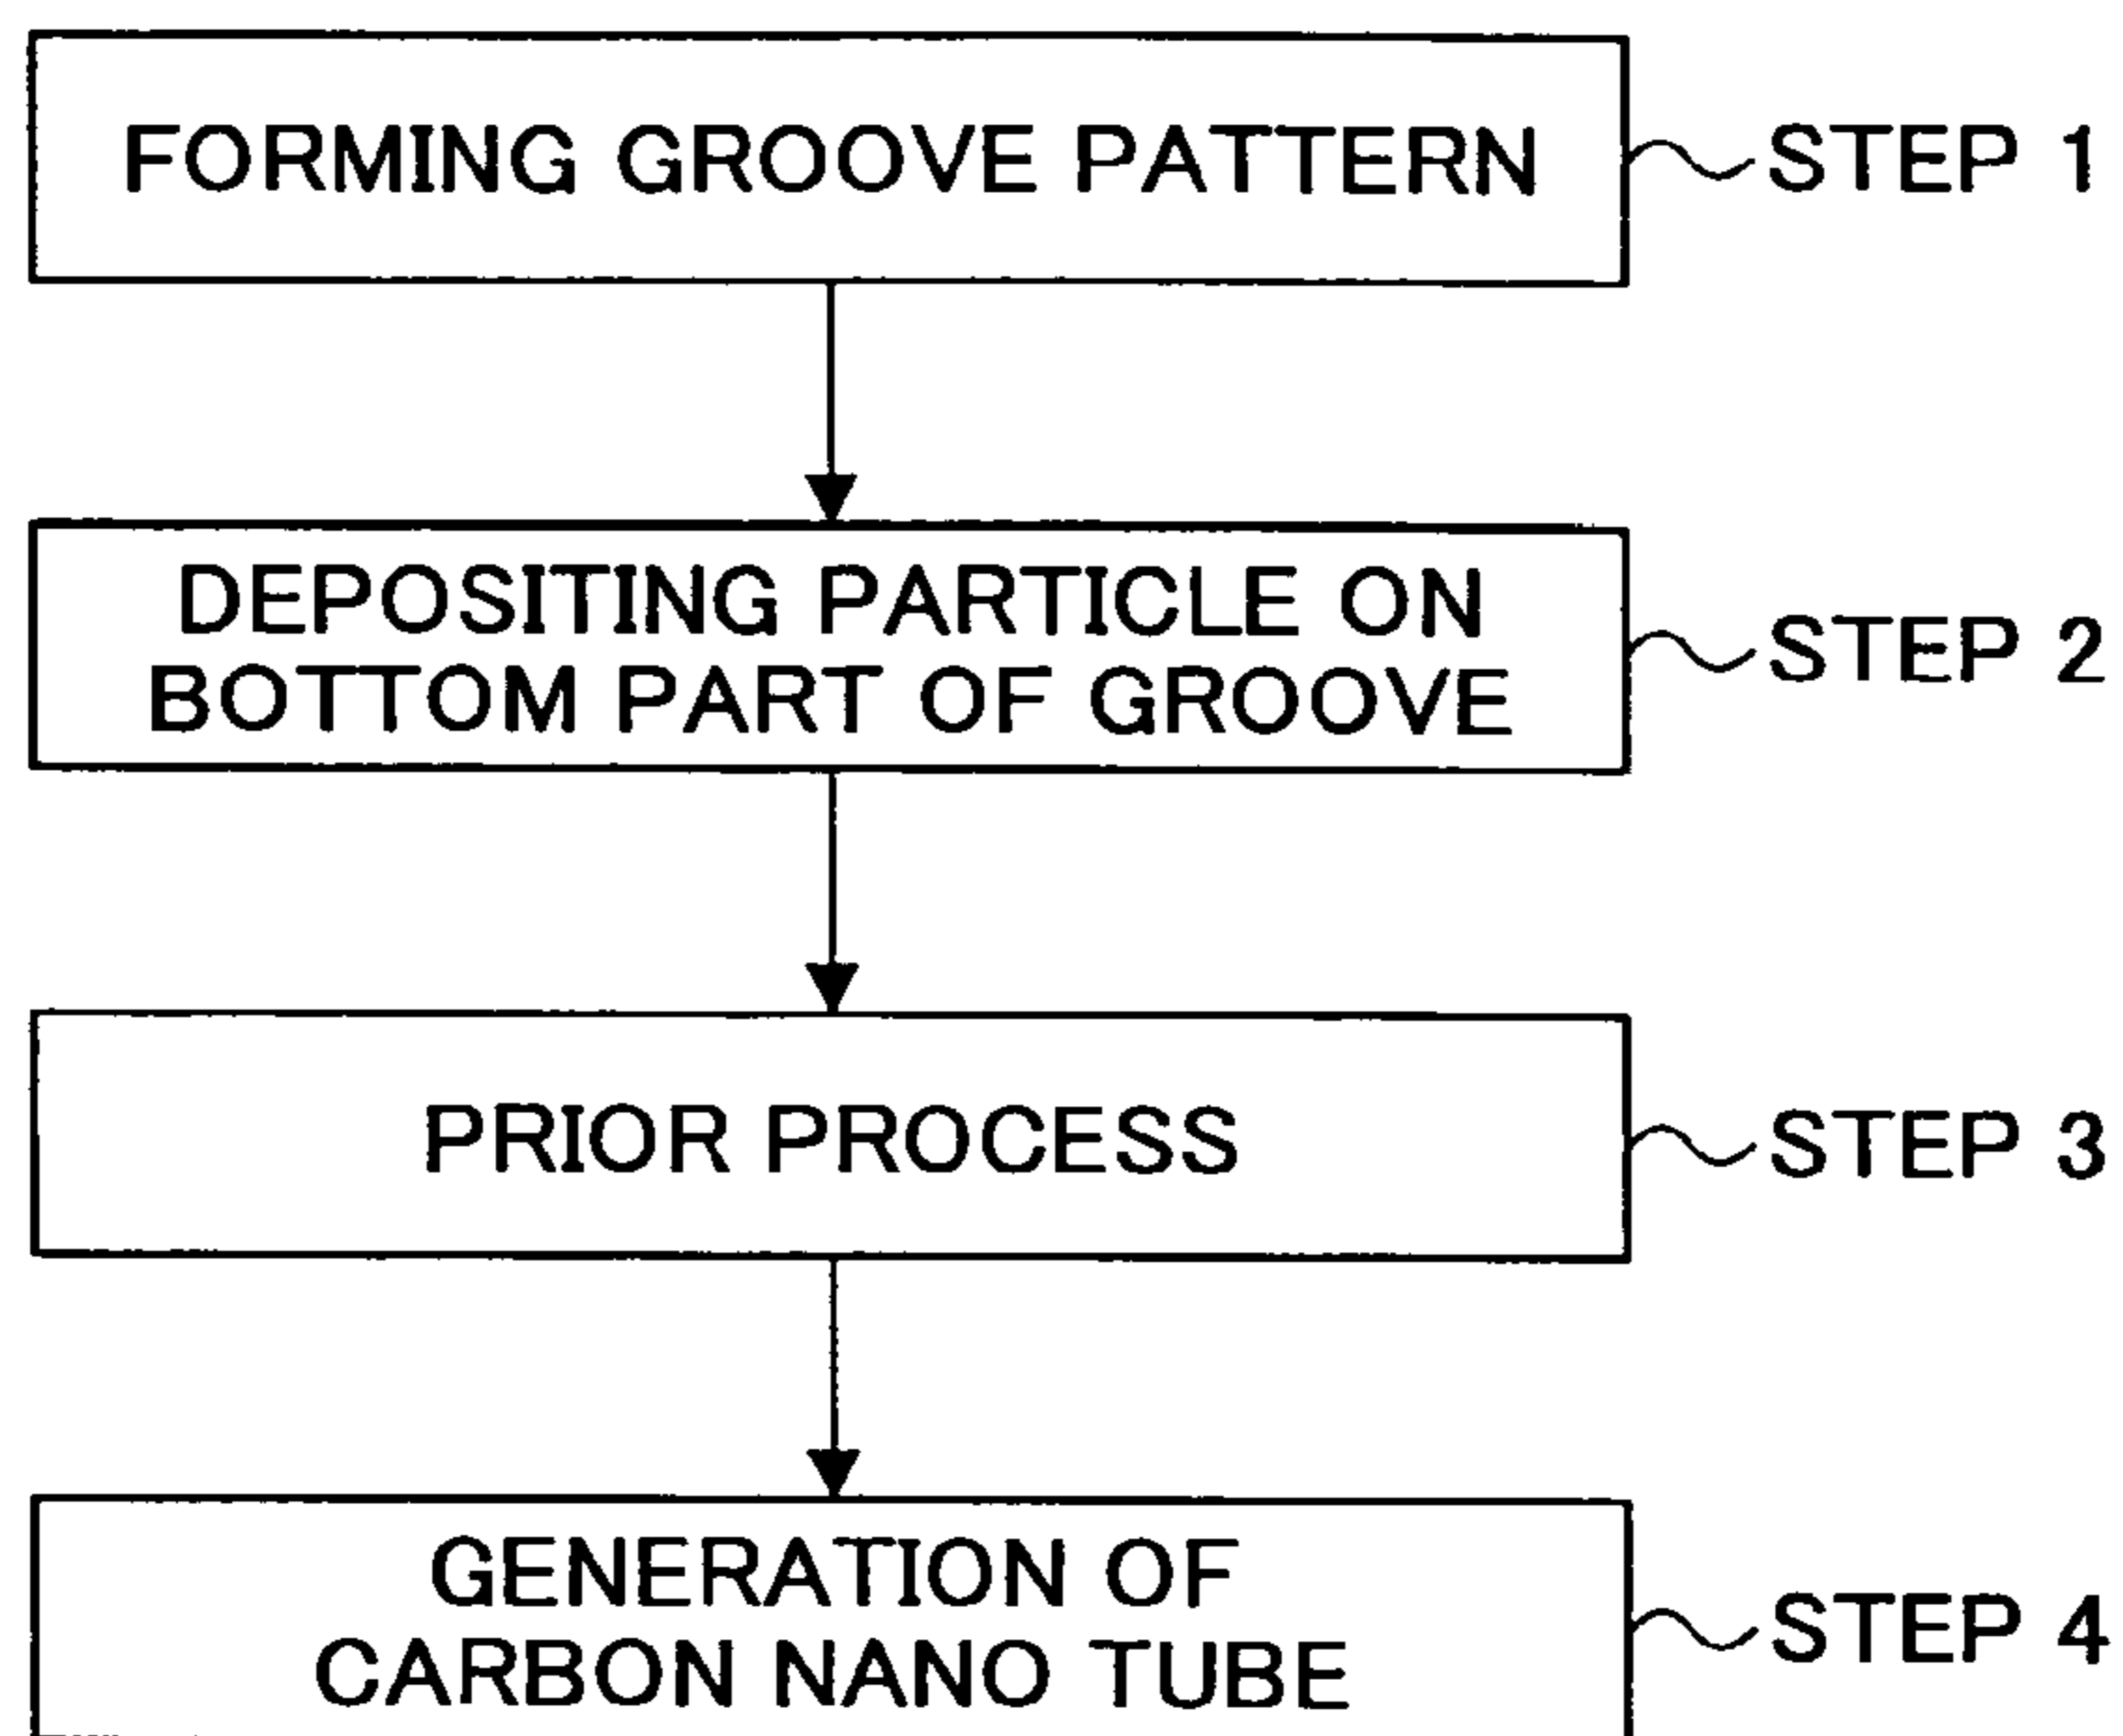 FORMING GROOVE PATTERN
STEP 1
DEPOSITING PARTICLE ON
BOTTOM PART OF GROOVE
STEP 2
PRIOR PROCESS
STEP 3
GENERATION OF
CARBON NANO TUBE
STEP 4